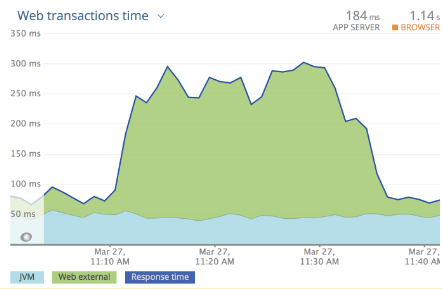 Web transactions time
184 ms
APP SERVER
1.14 s
BROWSER
350 ms
300 ms
250 ms
200 ms
150 ms
100 ms
50 ms
Mar 27,
11:10 AM
Mar 27,
11:20 AM
Mar 27,
11:30 AM
Mar 27,
11:40 AM
JVM
Web external
Response time